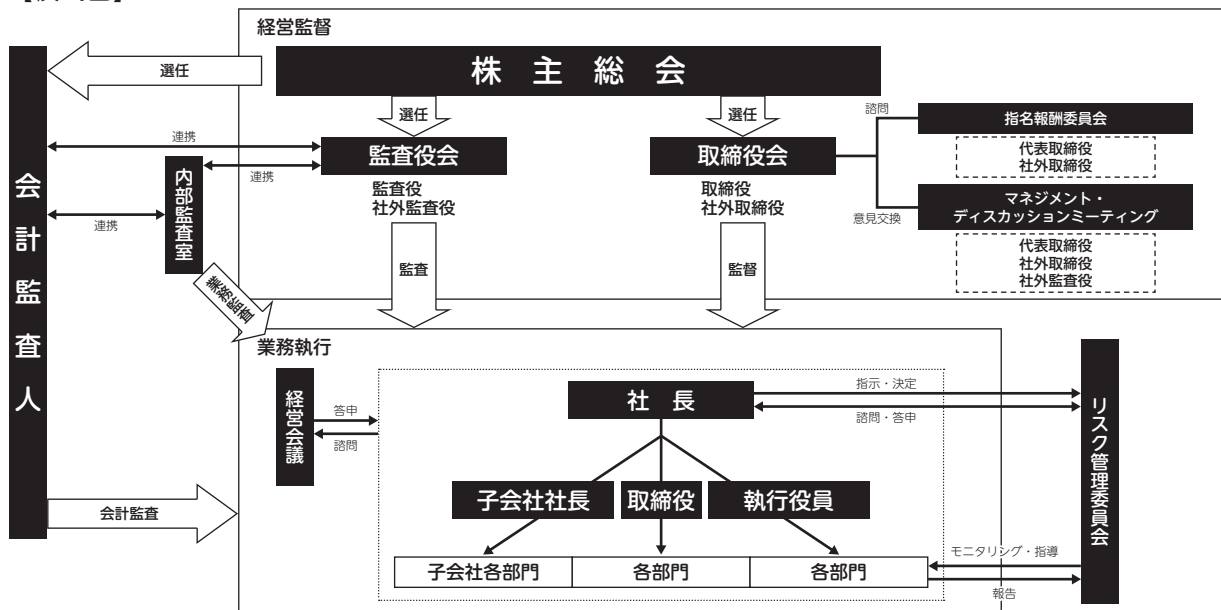 経営監督
株主総会
選任
選任
選任
諮問
指名報酬委員会
代表取締役
社外取締役
連携
監査役会
取締役会
連携
監査役
社外監査役
取締役
社外取締役
マネジメント・
ディスカッションミーティング
意見交換
代表取締役
社外取締役
社外監査役
会計監査人
内部監査室
連携
監査
監督
業務監査
業務執行
経営会議
答申
諮問
社長
指示・決定
諮問・答申
リスク管理委員会
子会社社長
取締役
執行役員
会計監査
モニタリング・指導
子会社各部門
各部門
各部門
報告